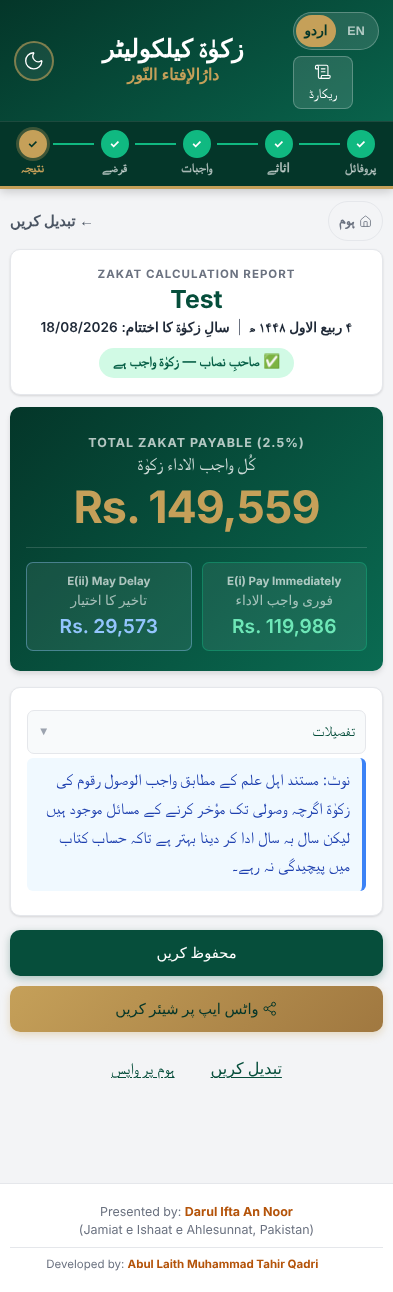 EN
اردو
ریکارڈ
زکوٰۃ کیلکولیٹر
دارُالإفتاء النّور
پروفائل
اثاثے
واجبات
قرضے
نتیجہ
ہوم
← تبدیل کریں
ZAKAT CALCULATION REPORT
Test
۴ ربیع الاول ۱۴۴۸ ھ | سالِ زکوٰۃ کا اختتام: 18/08/2026
✅ صاحبِ نصاب — زکوٰۃ واجب ہے
TOTAL ZAKAT PAYABLE (2.5%)
کُل واجب الاداء زکوٰۃ
Rs. 149,559
E(i) Pay Immediately
فوری واجب الاداء
Rs. 119,986
E(ii) May Delay
تاخیر کا اختیار
Rs. 29,573
تفصیلات
نوٹ: مستند اہل علم کے مطابق واجب الوصول رقوم کی
زکوٰۃ اگرچہ وصولی تک مؤخر کرنے کے مسائل موجود ہیں
لیکن سال بہ سال ادا کر دینا بہتر ہے تاکہ حساب کتاب
میں پیچیدگی نہ رہے۔
محفوظ کریں
واٹس ایپ پر شیئر کریں
تبدیل کریں
ہوم پر واپس
Presented by: Darul Ifta An Noor
(Jamiat e Ishaat e Ahlesunnat, Pakistan)
Developed by: Abul Laith Muhammad Tahir Qadri